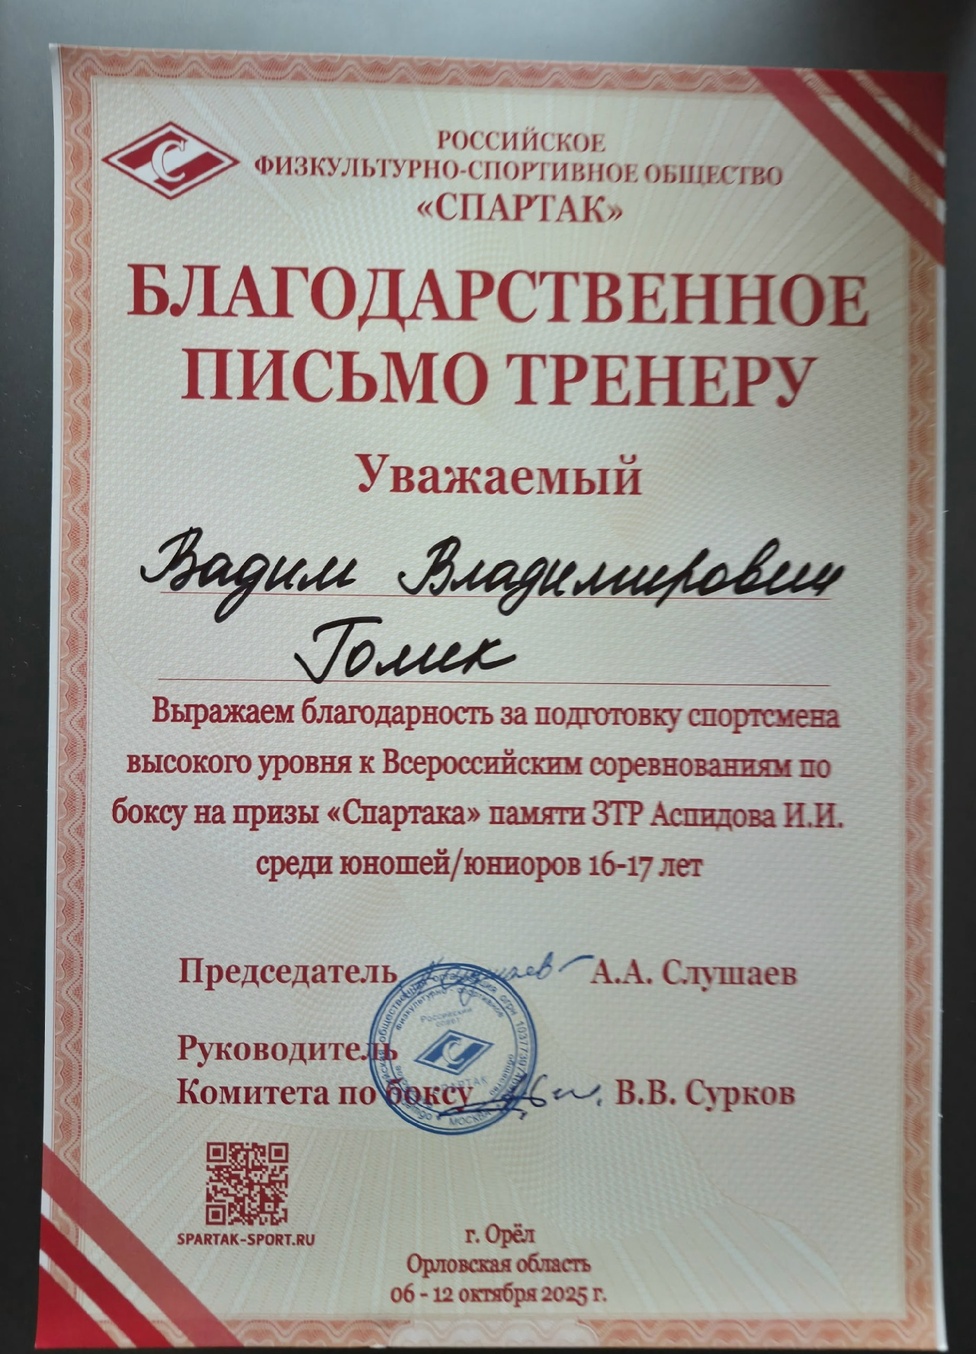 РОССИЙСКОЕ
ФИЗКУЛЬТУРНО-СПОРТИВНОЕ ОБЩЕСТВО
«СПАРТАК»
БЛАГОДАРСТВЕННОЕ
ПИСЬМО ТРЕНЕРУ
Уважаемый
Вадим Владимирович
Гомек
Выражаем благодарность за подготовку спортсмена
высокого уровня к Всероссийским соревнованиям по
боксу на призы «Спартака» памяти ЗТР Аспидова И.И.
среди юношей/юниоров 16-17 лет
Председатель А.А. Слушаев
Руководитель
Комитета по боксу В.В. Сурков
SPARTAK-SPORT.RU
г. Орёл
Орловская область
06 - 12 октября 2025 г.